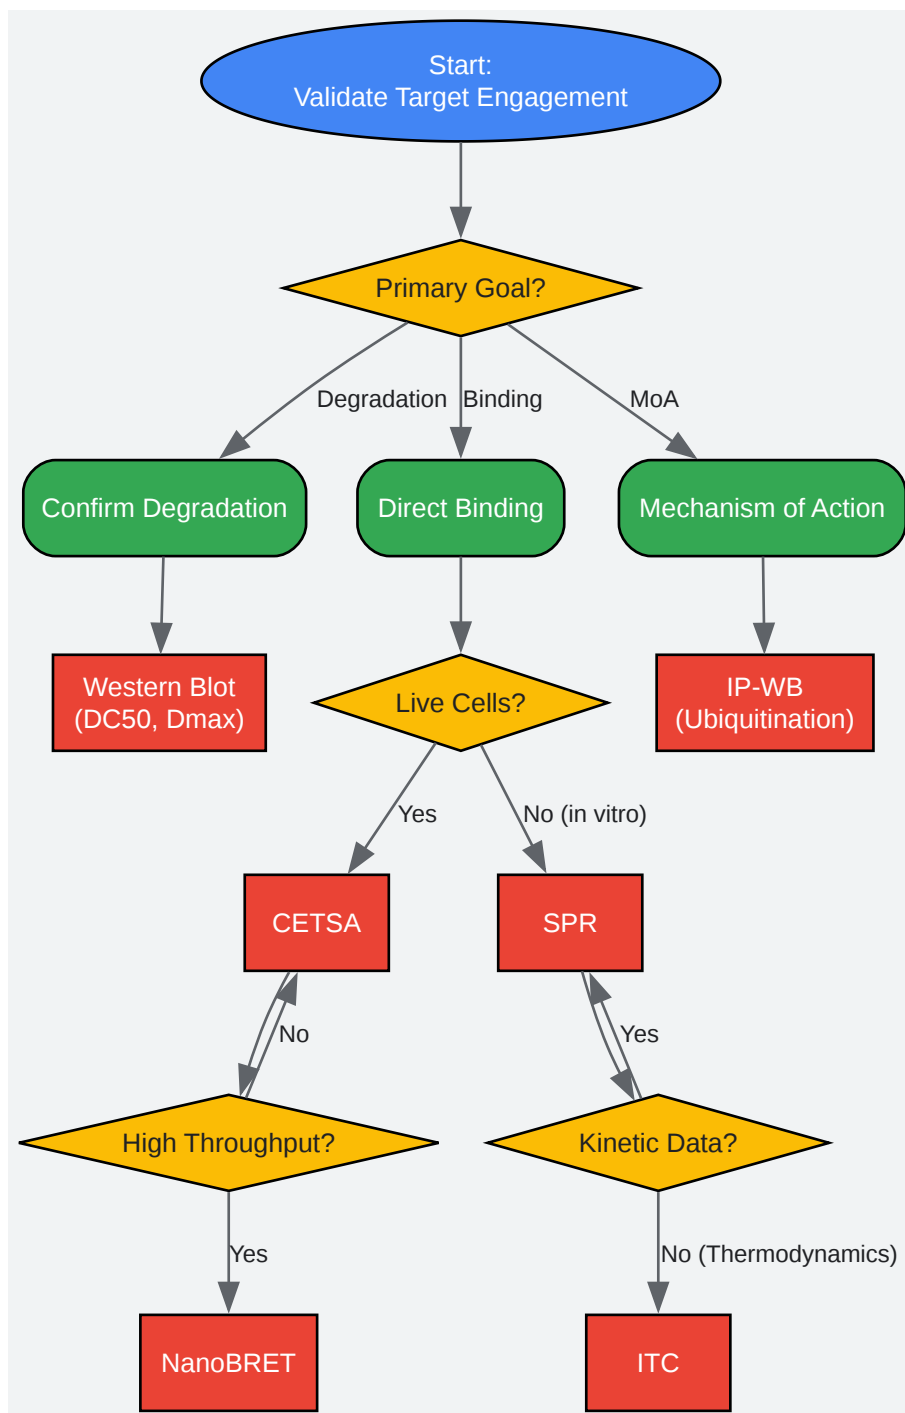 Start:
Validate Target Engagement
Primary Goal?
Degradation
Binding
MoA
Confirm Degradation
Direct Binding
Mechanism of Action
Western Blot
(DC50, Dmax)
Live Cells?
IP-WB
(Ubiquitination)
Yes
No (in vitro)
CETSA
SPR
No
Yes
High Throughput?
Kinetic Data?
Yes
No (Thermodynamics)
NanoBRET
ITC